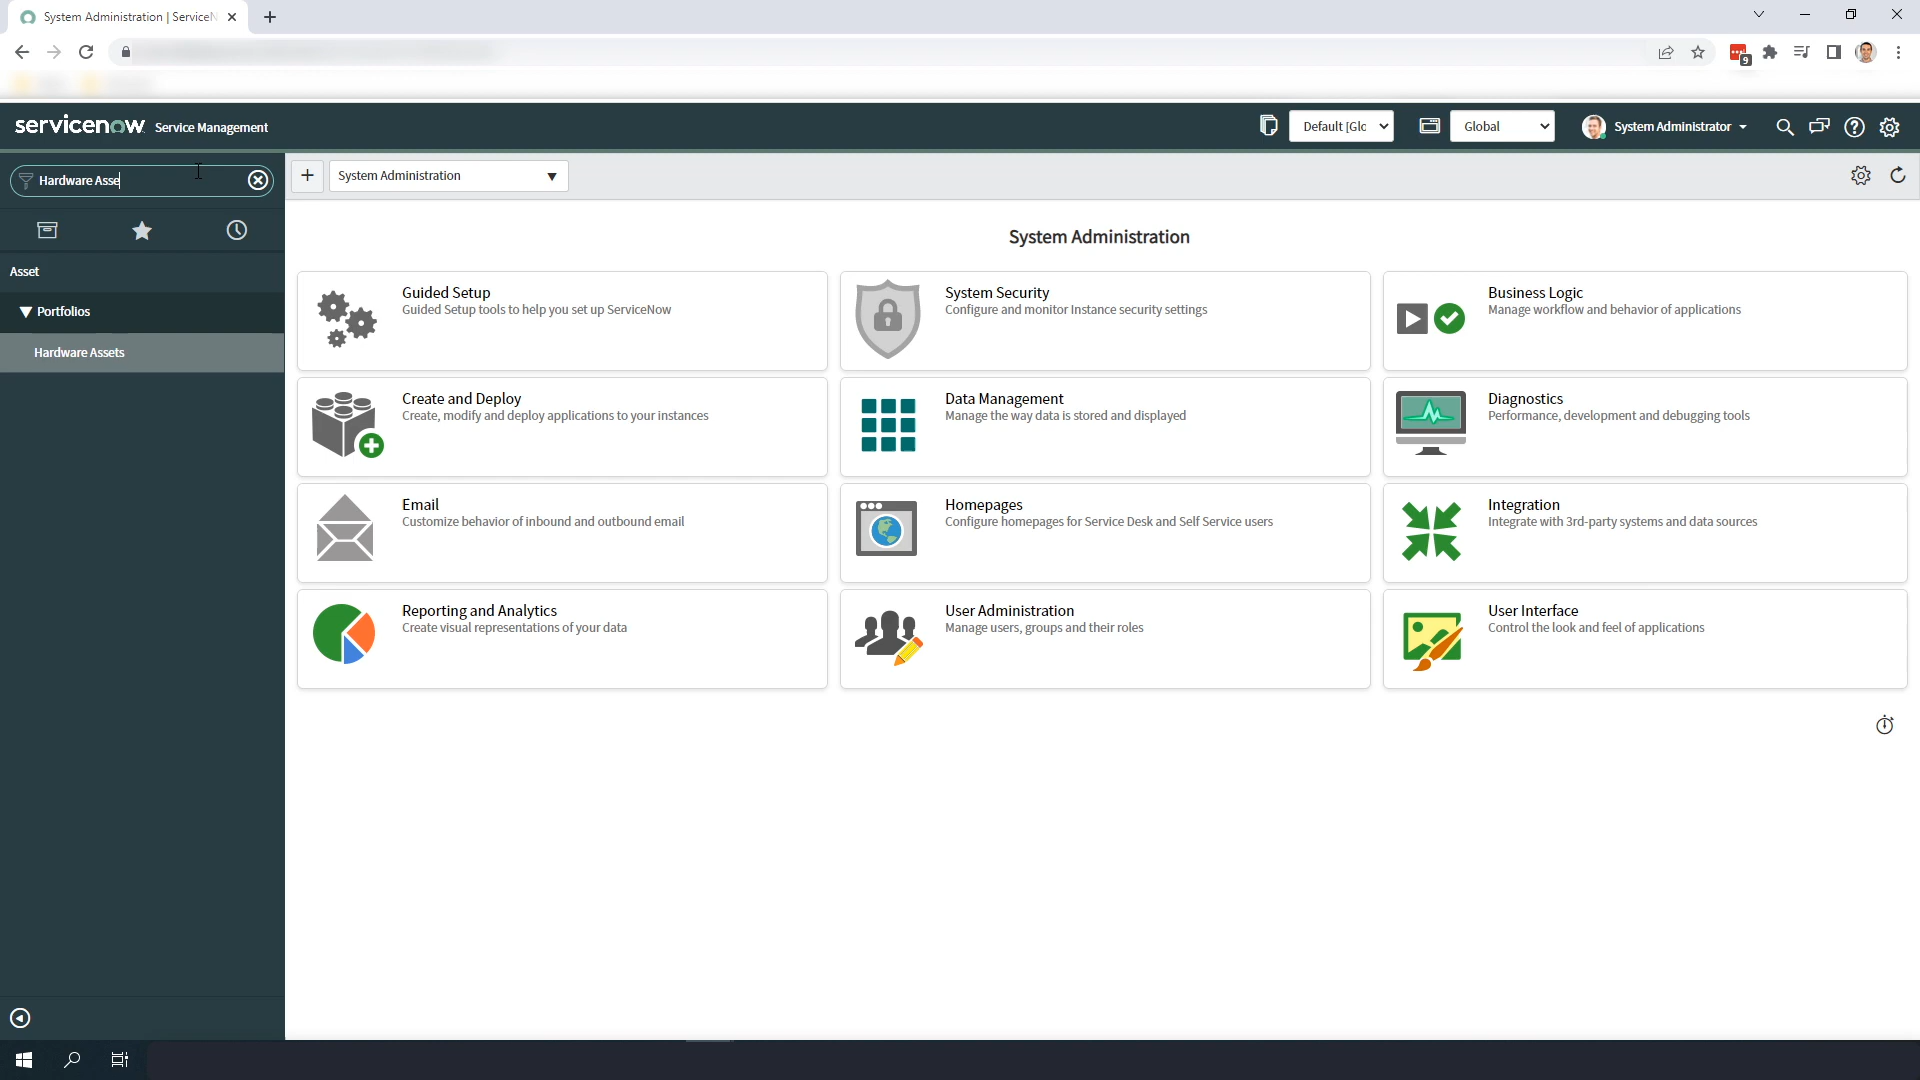 System Administration | ServiceN
9
servicenow Service Management
Default [Glc
Global
System Administrator
Hardware Asse
System Administration
Asset
Portfolios
Hardware Assets
System Administration
Guided Setup
Guided Setup tools to help you set up ServiceNow
System Security
Configure and monitor Instance security settings
Business Logic
Manage workflow and behavior of applications
Create and Deploy
Create, modify and deploy applications to your instances
Data Management
Manage the way data is stored and displayed
Diagnostics
Performance, development and debugging tools
Email
Customize behavior of inbound and outbound email
Homepages
Configure homepages for Service Desk and Self Service users
Integration
Integrate with 3rd-party systems and data sources
Reporting and Analytics
Create visual representations of your data
User Administration
Manage users, groups and their roles
User Interface
Control the look and feel of applications